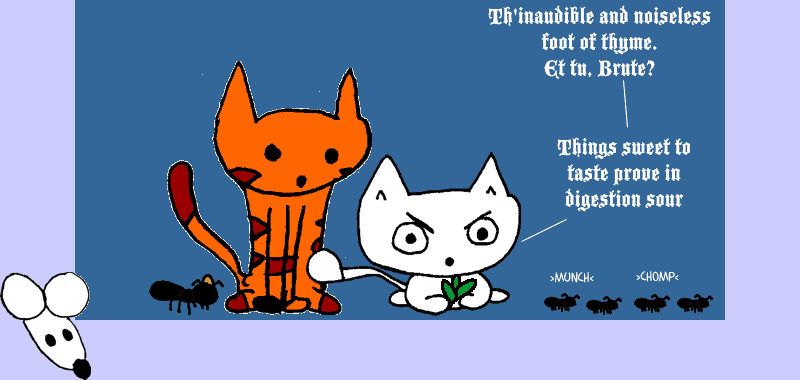 Th'inaudible and noiseless
foot of thyme.
Et tu, Brute?
Things sweet to
taste prove in
digestion sour
>MUNCH<
>CHOMP<